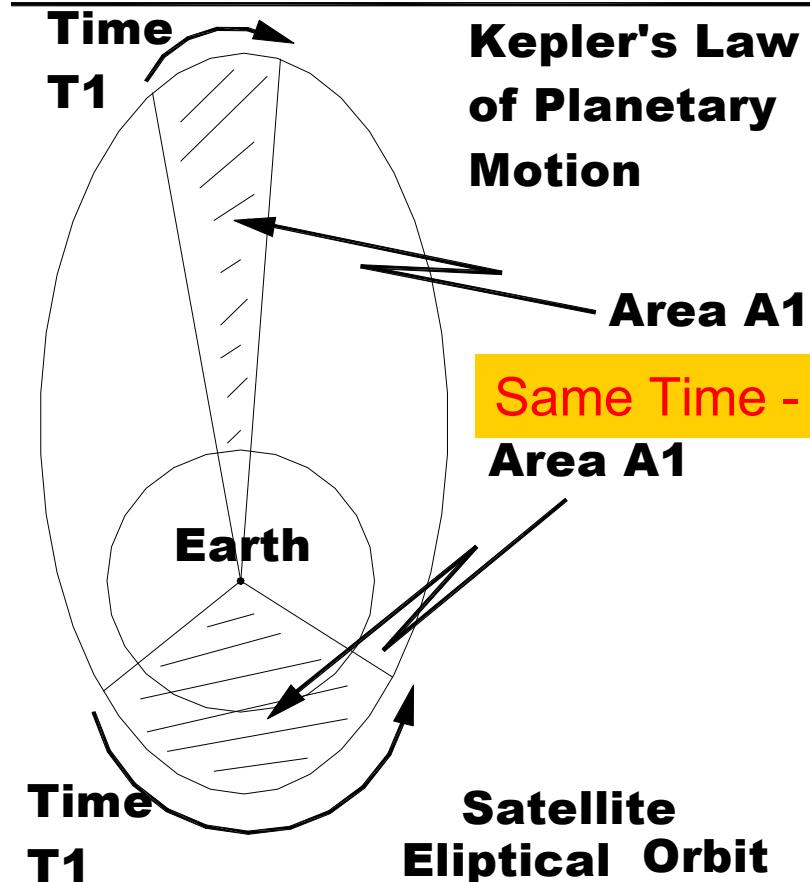 Time
T1
Kepler's Law
of Planetary
Motion
Area A1
Same Time -
Area A1
Earth
Time
T1
Satellite
Eliptical Orbit